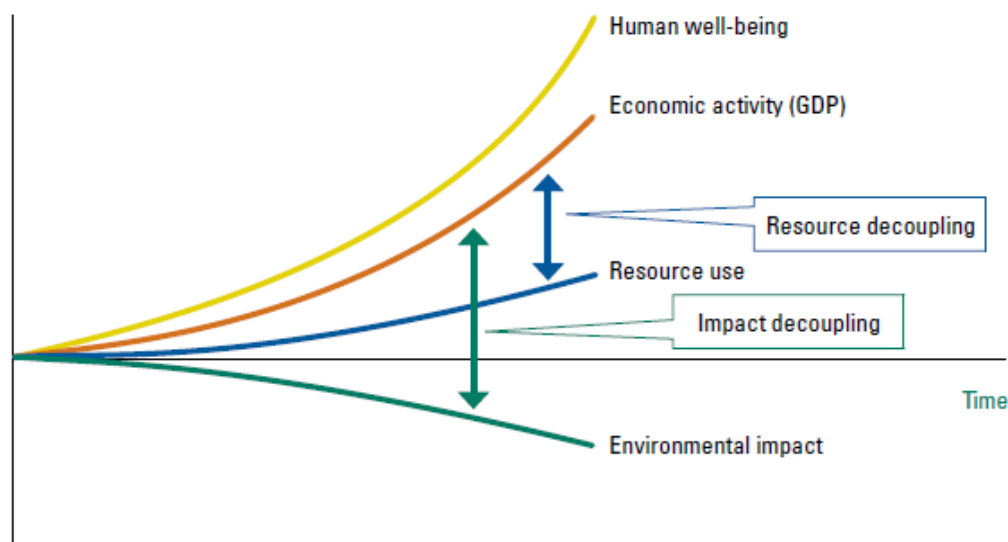 Human well-being
Economic activity (GDP)
Resource decoupling
Resource use
Impact decoupling
Time
Environmental impact